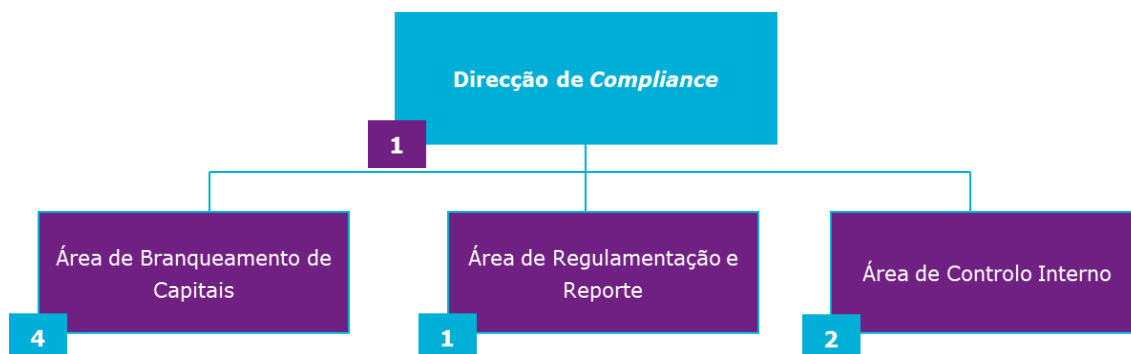 Direcção de Compliance
1
Área de Branqueamento de
Capitais
4
Área de Regulamentação e
Reporte
1
Área de Controlo Interno
2